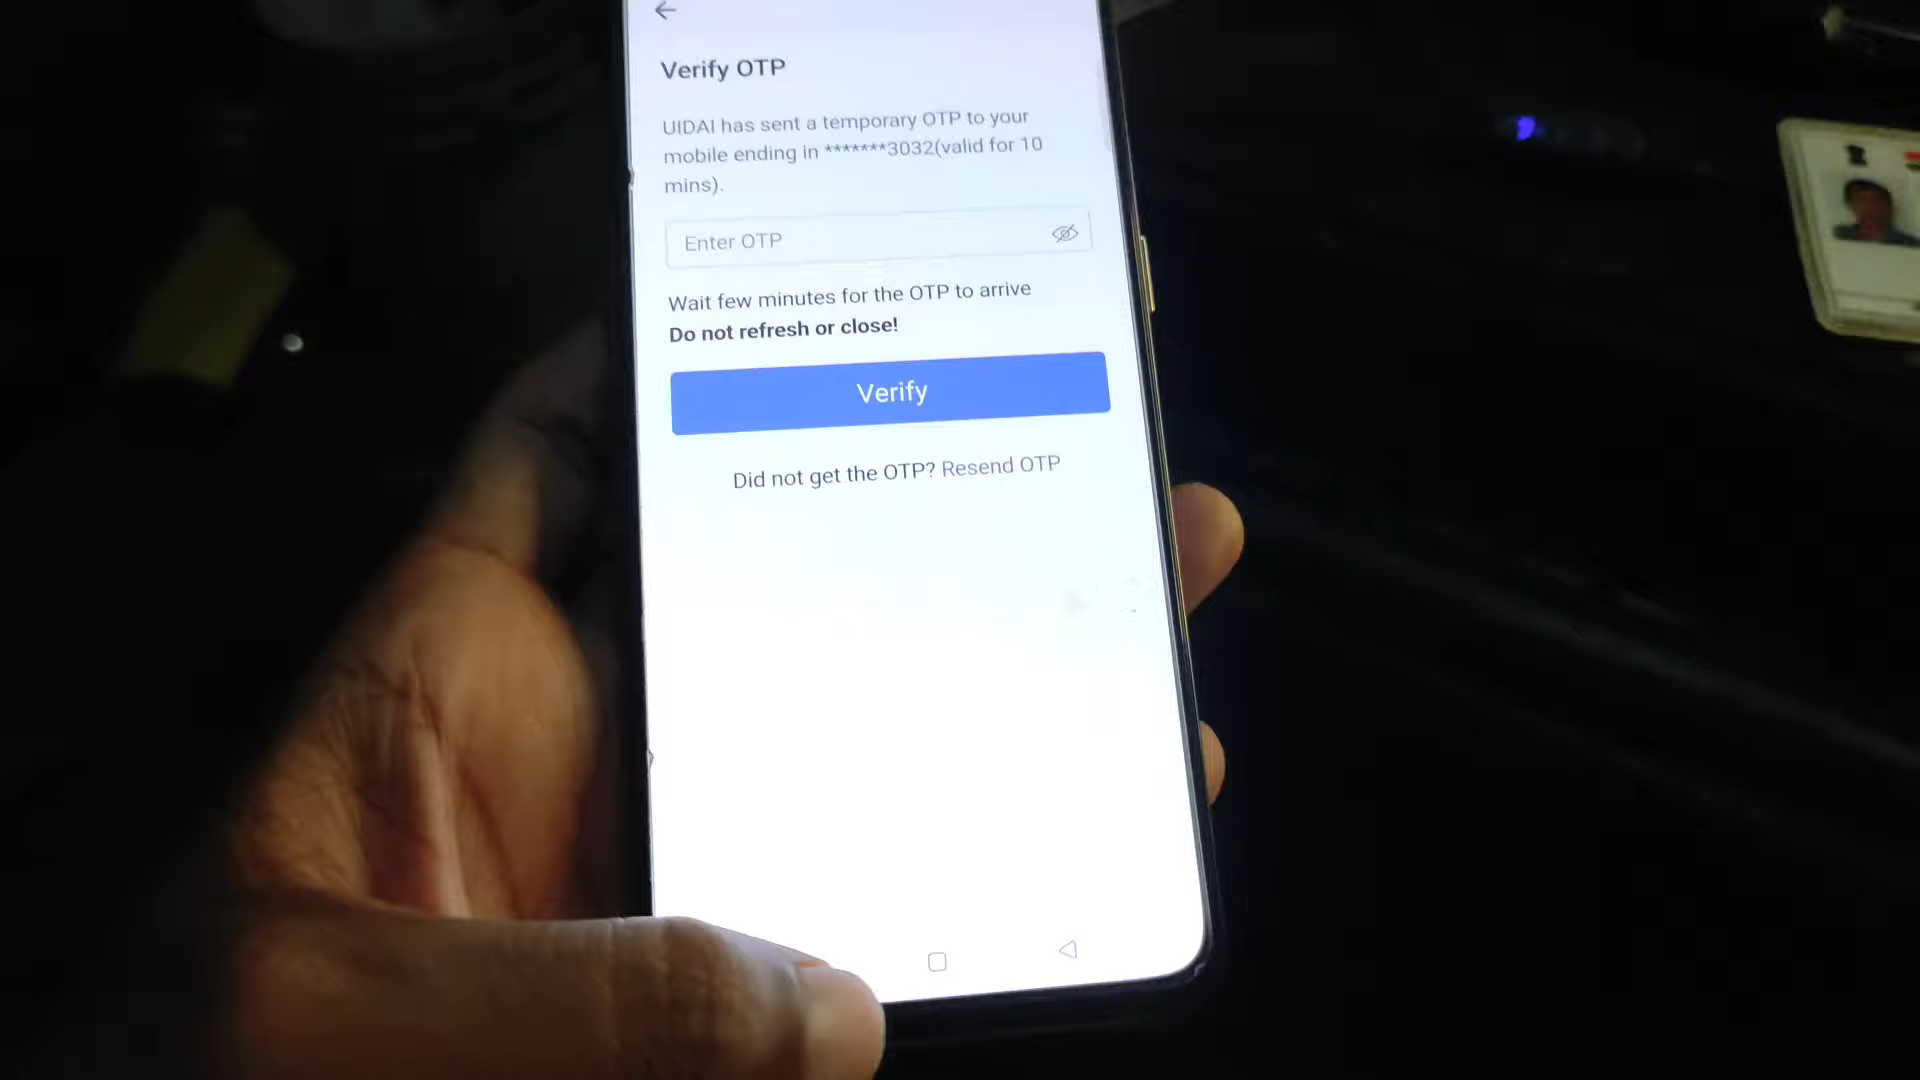 Verify OTP
UIDAI has sent a temporary OTP to your
mobile ending in *******3032(valid for 10
mins).
Enter OTP
Wait few minutes for the OTP to arrive
Do not refresh or close!
Verify
Did not get the OTP? Resend OTP